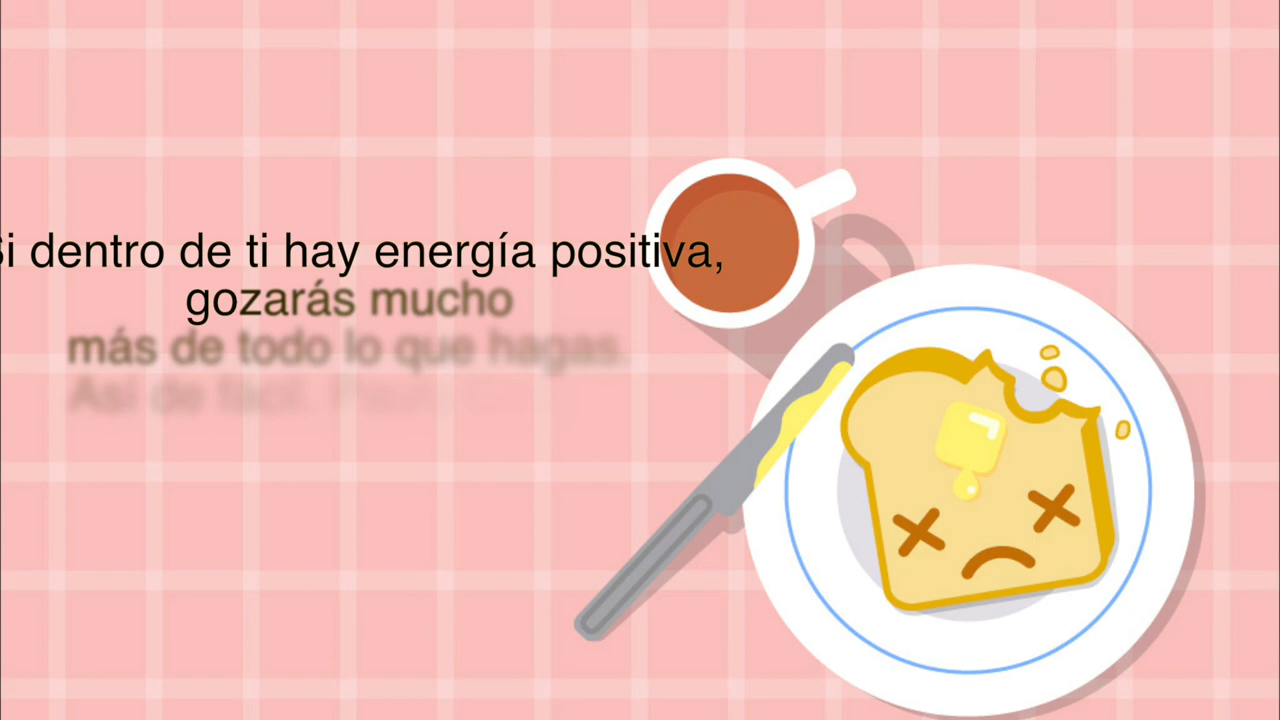 Si dentro de ti hay energía positiva,
gozarás mucho
más de todo lo que hagas.
Así de fácil.